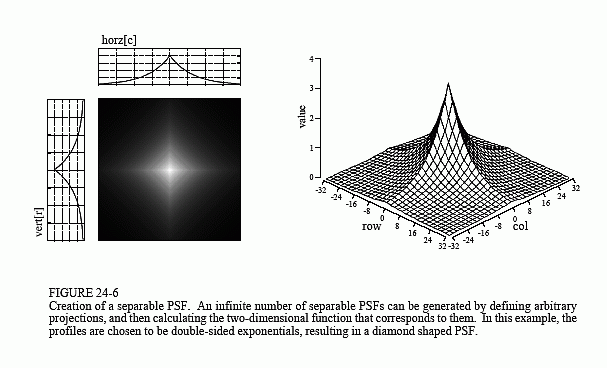 horz[c]
vert[r]
4
3
2
1
0
value
-32
-24
-16
-8
0
8
16
24
32
row
-32
-24
-16
-8
0
8
16
24
32
col
FIGURE 24-6
Creation of a separable PSF. An infinite number of separable PSFs can be generated by defining arbitrary
projections, and then calculating the two-dimensional function that corresponds to them. In this example, the
profiles are chosen to be double-sided exponentials, resulting in a diamond shaped PSF.